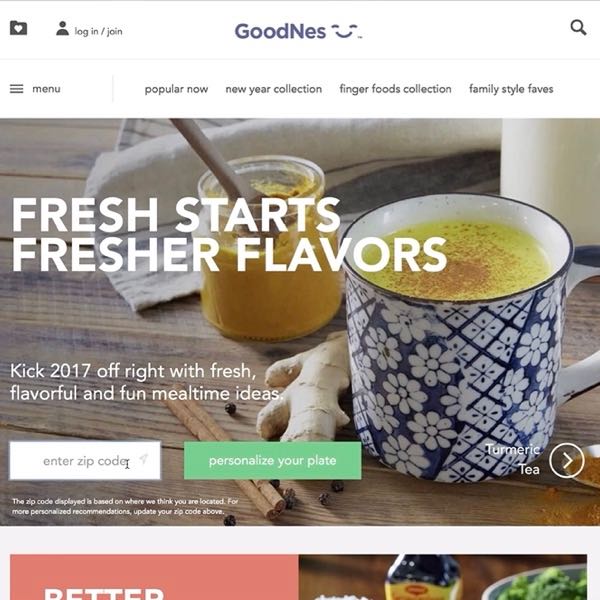 log in / join
GoodNes
menu
popular now
new year collection
finger foods collection
family style faves
FRESH STARTS
FRESHER FLAVORS
Kick 2017 off right with fresh,
flavorful and fun mealtime ideas.
enter zip code
personalize your plate
Turmeric
Tea
The zip code displayed is based on where we think you are located. For
more personalized recommendations, update your zip code above.
BETTER
MAGGI